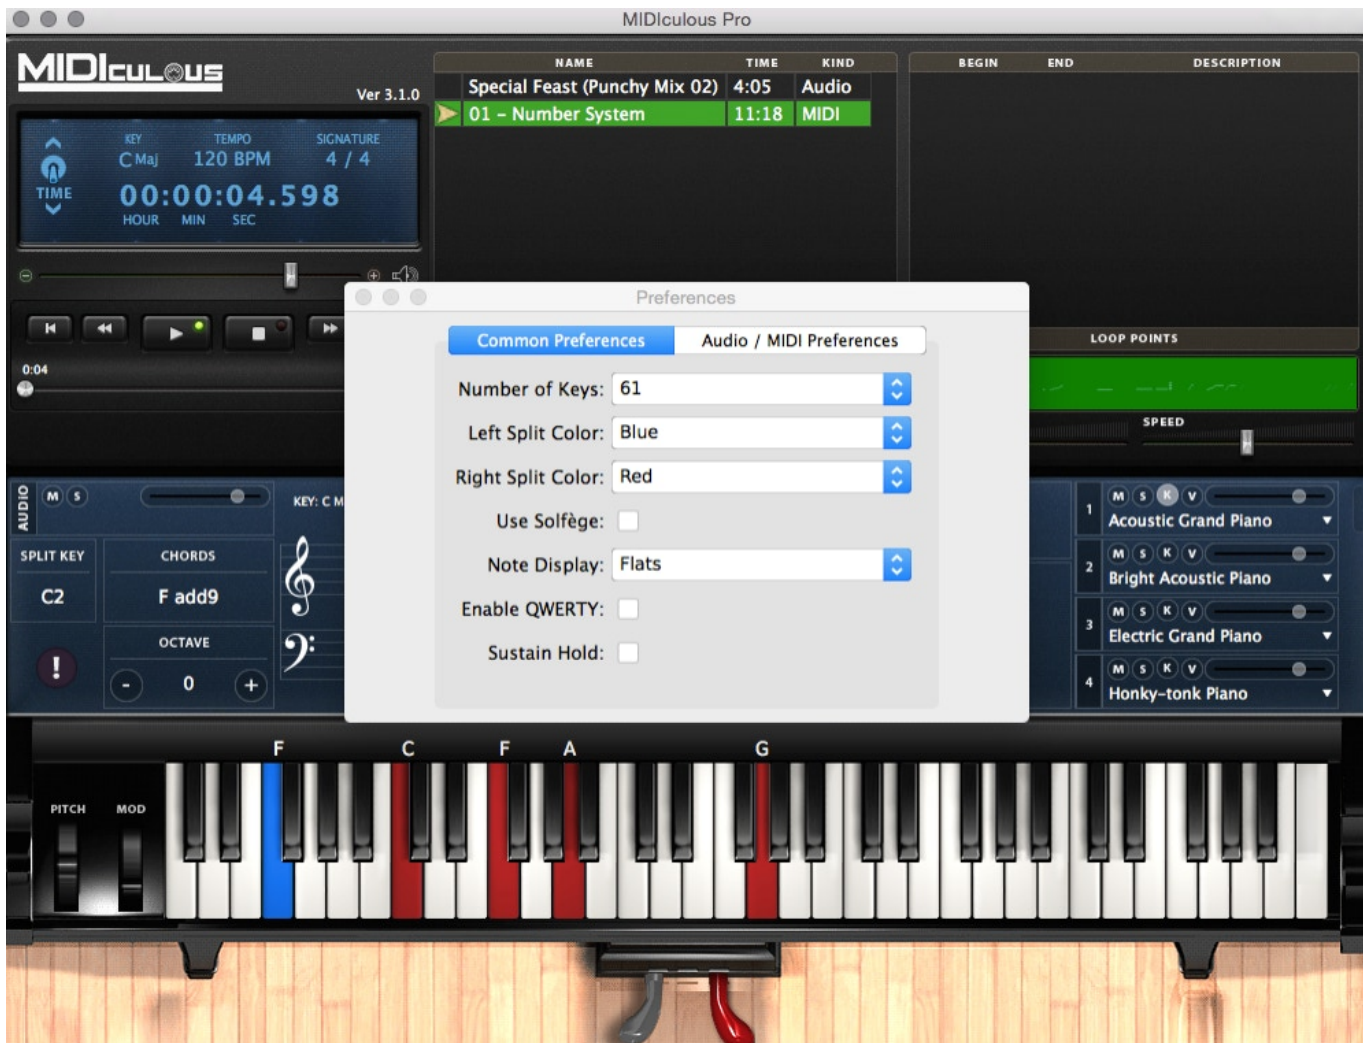 MIDIculous Pro
MIDICULOUS
Ver 3.1.0
NAME TIME KIND
Special Feast (Punchy Mix 02) 4:05 Audio
01 – Number System 11:18 MIDI
BEGIN END DESCRIPTION
KEY TEMPO SIGNATURE
C Maj 120 BPM 4 / 4
TIME
00:00:04.598
HOUR MIN SEC
0:04
LOOP POINTS
SPEED
Preferences
Common Preferences Audio / MIDI Preferences
Number of Keys: 61
Left Split Color: Blue
Right Split Color: Red
Use Solfège:
Note Display: Flats
Enable QWERTY:
Sustain Hold:
AUDIO M S
KEY: C M
SPLIT KEY
C2
CHORDS
F add9
OCTAVE
- 0 +
!
1 M S K V
Acoustic Grand Piano
2 M S K V
Bright Acoustic Piano
3 M S K V
Electric Grand Piano
4 M S K V
Honky-tonk Piano
F C F A G
PITCH MOD